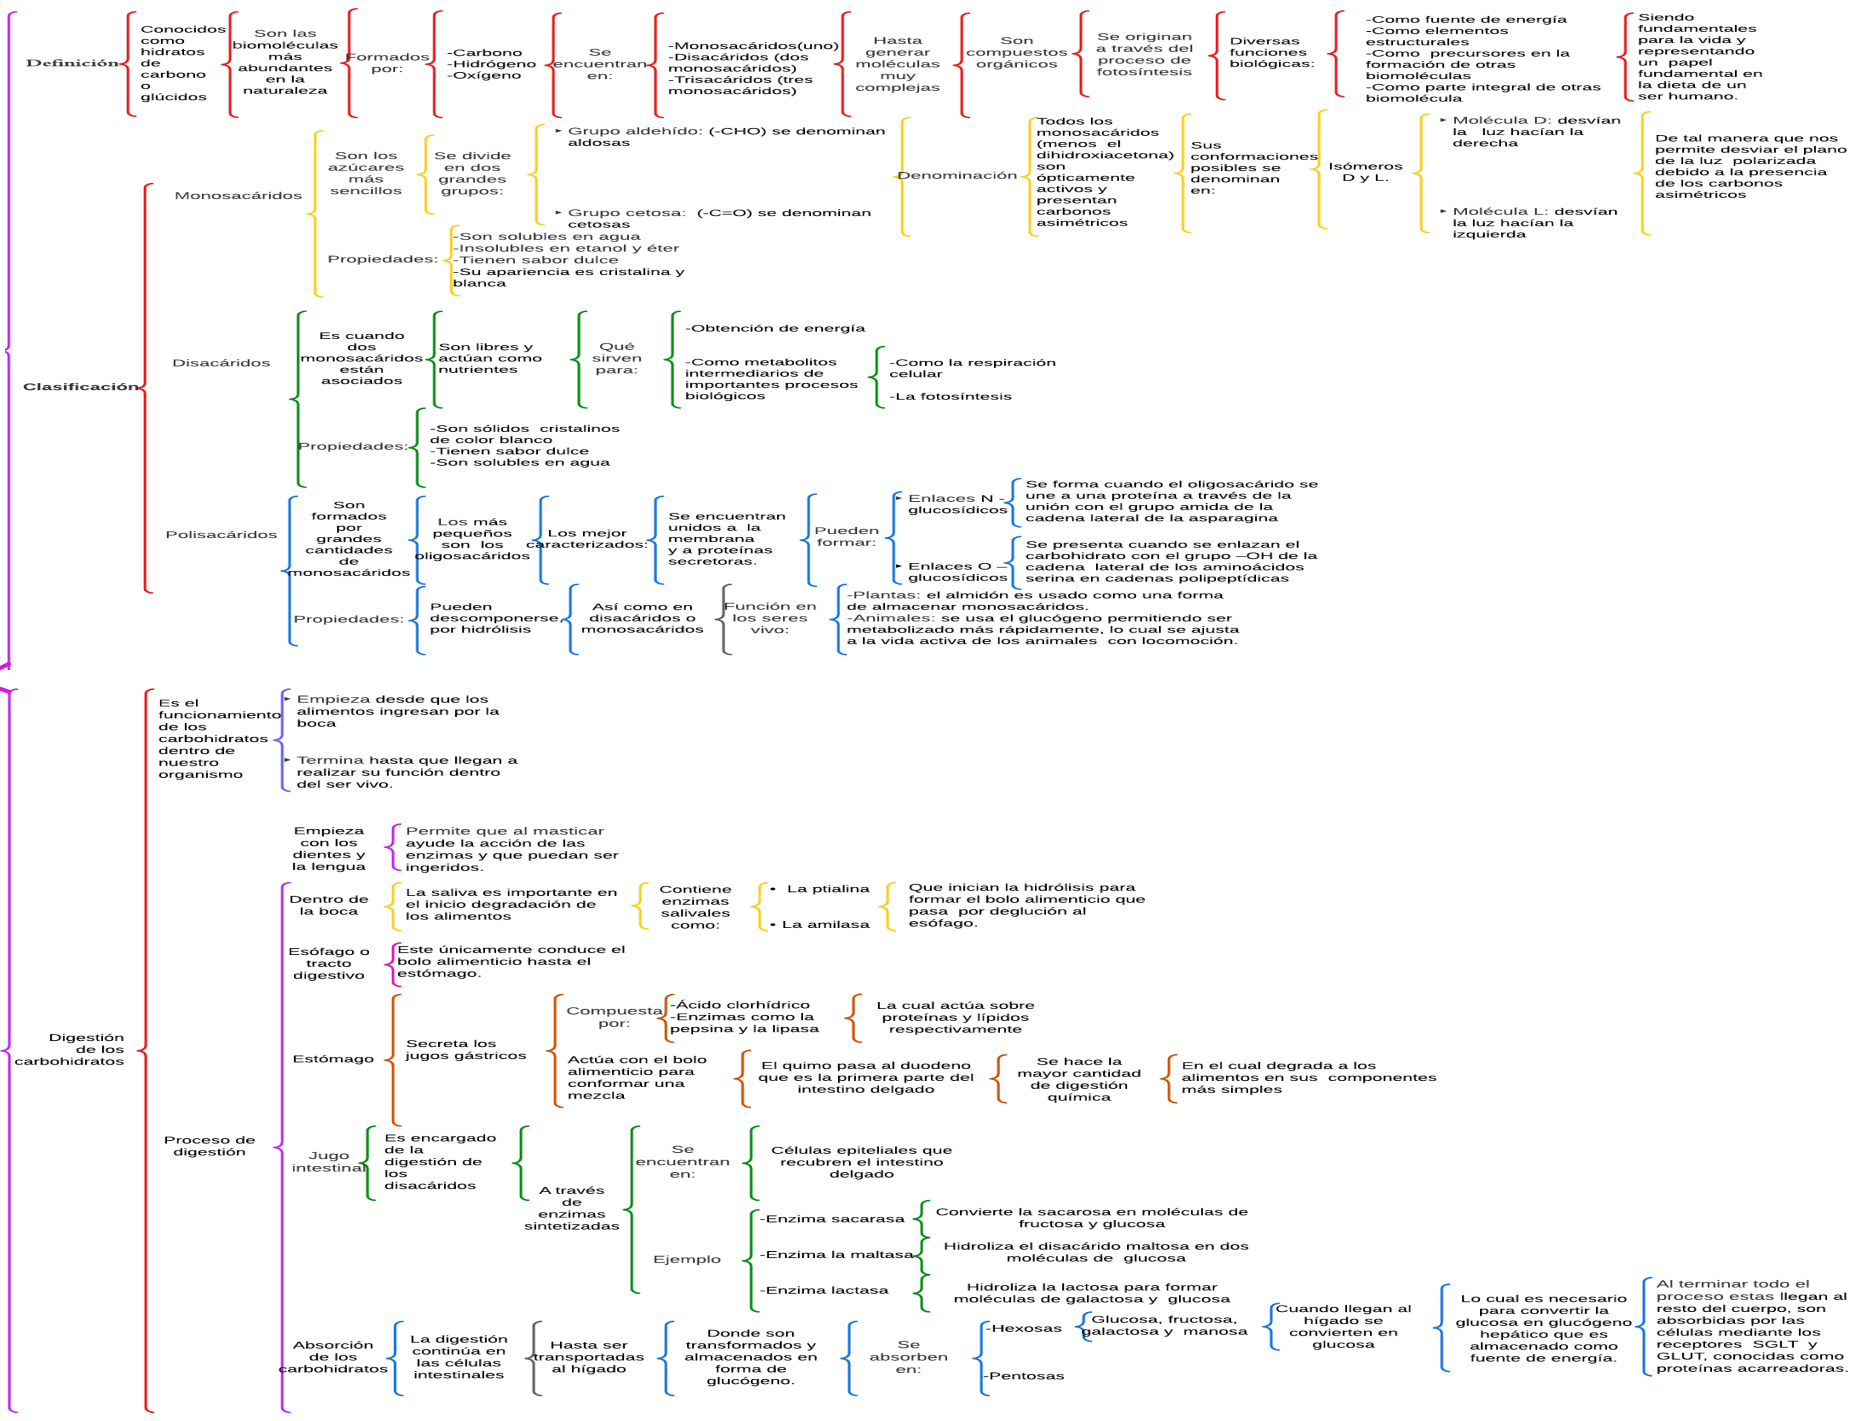 Definición
Conocidos
como
hidratos
de
carbono
o
glúcidos
Son las
biomoléculas
más
abundantes
en la
naturaleza
Formados
por:
-Carbono
-Hidrógeno
-Oxígeno
Se
encuentran
en:
-Monosacáridos(uno)
-Disacáridos (dos
monosacáridos)
-Trisacáridos (tres
monosacáridos)
Hasta
generar
moléculas
muy
complejas
Son
compuestos
orgánicos
Se originan
a través del
proceso de
fotosíntesis
Diversas
funciones
biológicas:
-Como fuente de energía
-Como elementos
estructurales
-Como  precursores en la
formación de otras
biomoléculas
-Como parte integral de otras
biomolécula
Siendo
fundamentales
para la vida y
representando
un  papel
fundamental en
la dieta de un
ser humano.
Clasificación
Monosacáridos
Son los
azúcares
más
sencillos
Se divide
en dos
grandes
grupos:
► Grupo aldehído: (-CHO) se denominan
aldosas
► Grupo cetosa:  (-C=O) se denominan
cetosas
Denominación
Todos los
monosacáridos
(menos  el
dihidroxiacetona)
son
ópticamente
activos y
presentan
carbonos
asimétricos
Sus
conformaciones
posibles se
denominan
en:
Isómeros
D y L.
► Molécula D: desvían
la   luz hacían la
derecha
► Molécula L: desvían
la luz hacían la
izquierda
De tal manera que nos
permite desviar el plano
de la luz  polarizada
debido a la presencia
de los carbonos
asimétricos
Propiedades:
-Son solubles en agua
-Insolubles en etanol y éter
-Tienen sabor dulce
-Su apariencia es cristalina y
blanca
Disacáridos
Es cuando
dos
monosacáridos
están
asociados
Son libres y
actúan como
nutrientes
Qué
sirven
para:
-Obtención de energía
-Como metabolitos
intermediarios de
importantes procesos
biológicos
-Como la respiración
celular
-La fotosíntesis
Propiedades:
-Son sólidos  cristalinos
de color blanco
-Tienen sabor dulce
-Son solubles en agua
Polisacáridos
Son
formados
por
grandes
cantidades
de
monosacáridos
Los más
pequeños
son  los
oligosacáridos
Los mejor
caracterizados:
Se encuentran
unidos a  la
membrana
y a proteínas
secretoras.
Pueden
formar:
► Enlaces N -
glucosídicos
Se forma cuando el oligosacárido se
une a una proteína a través de la
unión con el grupo amida de la
cadena lateral de la asparagina
► Enlaces O –
glucosídicos
Se presenta cuando se enlazan el
carbohidrato con el grupo –OH de la
cadena  lateral de los aminoácidos
serina en cadenas polipeptídicas
Propiedades:
Pueden
descomponerse,
por hidrólisis
Así como en
disacáridos o
monosacáridos
Función en
los seres
vivo:
-Plantas: el almidón es usado como una forma
de almacenar monosacáridos.
-Animales: se usa el glucógeno permitiendo ser
metabolizado más rápidamente, lo cual se ajusta
a la vida activa de los animales  con locomoción.
Digestión
de los
carbohidratos
Es el
funcionamiento
de los
carbohidratos
dentro de
nuestro
organismo
► Empieza desde que los
alimentos ingresan por la
boca
► Termina hasta que llegan a
realizar su función dentro
del ser vivo.
Proceso de
digestión
Empieza
con los
dientes y
la lengua
Permite que al masticar
ayude la acción de las
enzimas y que puedan ser
ingeridos.
Dentro de
la boca
La saliva es importante en
el inicio degradación de
los alimentos
Contiene
enzimas
salivales
como:
• La ptialina
• La amilasa
Que inician la hidrólisis para
formar el bolo alimenticio que
pasa  por deglución al
esófago.
Esófago o
tracto
digestivo
Este únicamente conduce el
bolo alimenticio hasta el
estómago.
Estómago
Secreta los
jugos gástricos
Compuesta
por:
-Ácido clorhídrico
-Enzimas como la
pepsina y la lipasa
La cual actúa sobre
proteínas y lípidos
respectivamente
Actúa con el bolo
alimenticio para
conformar una
mezcla
El quimo pasa al duodeno
que es la primera parte del
intestino delgado
Se hace la
mayor cantidad
de digestión
química
En el cual degrada a los
alimentos en sus  componentes
más simples
Jugo
intestinal
Es encargado
de la
digestión de
los
disacáridos
A través
de
enzimas
sintetizadas
Se
encuentran
en:
Células epiteliales que
recubren el intestino
delgado
Ejemplo
-Enzima sacarasa
Convierte la sacarosa en moléculas de
fructosa y glucosa
-Enzima la maltasa
Hidroliza el disacárido maltosa en dos
moléculas de  glucosa
-Enzima lactasa
Hidroliza la lactosa para formar
moléculas de galactosa y  glucosa
Absorción
de los
carbohidratos
La digestión
continúa en
las células
intestinales
Hasta ser
transportadas
al hígado
Donde son
transformados y
almacenados en
forma de
glucógeno.
Se
absorben
en:
-Hexosas
Glucosa, fructosa,
galactosa y  manosa
-Pentosas
Cuando llegan al
hígado se
convierten en
glucosa
Lo cual es necesario
para convertir la
glucosa en glucógeno
hepático que es
almacenado como
fuente de energía.
Al terminar todo el
proceso estas llegan al
resto del cuerpo, son
absorbidas por las
células mediante los
receptores  SGLT  y
GLUT, conocidas como
proteínas acarreadoras.